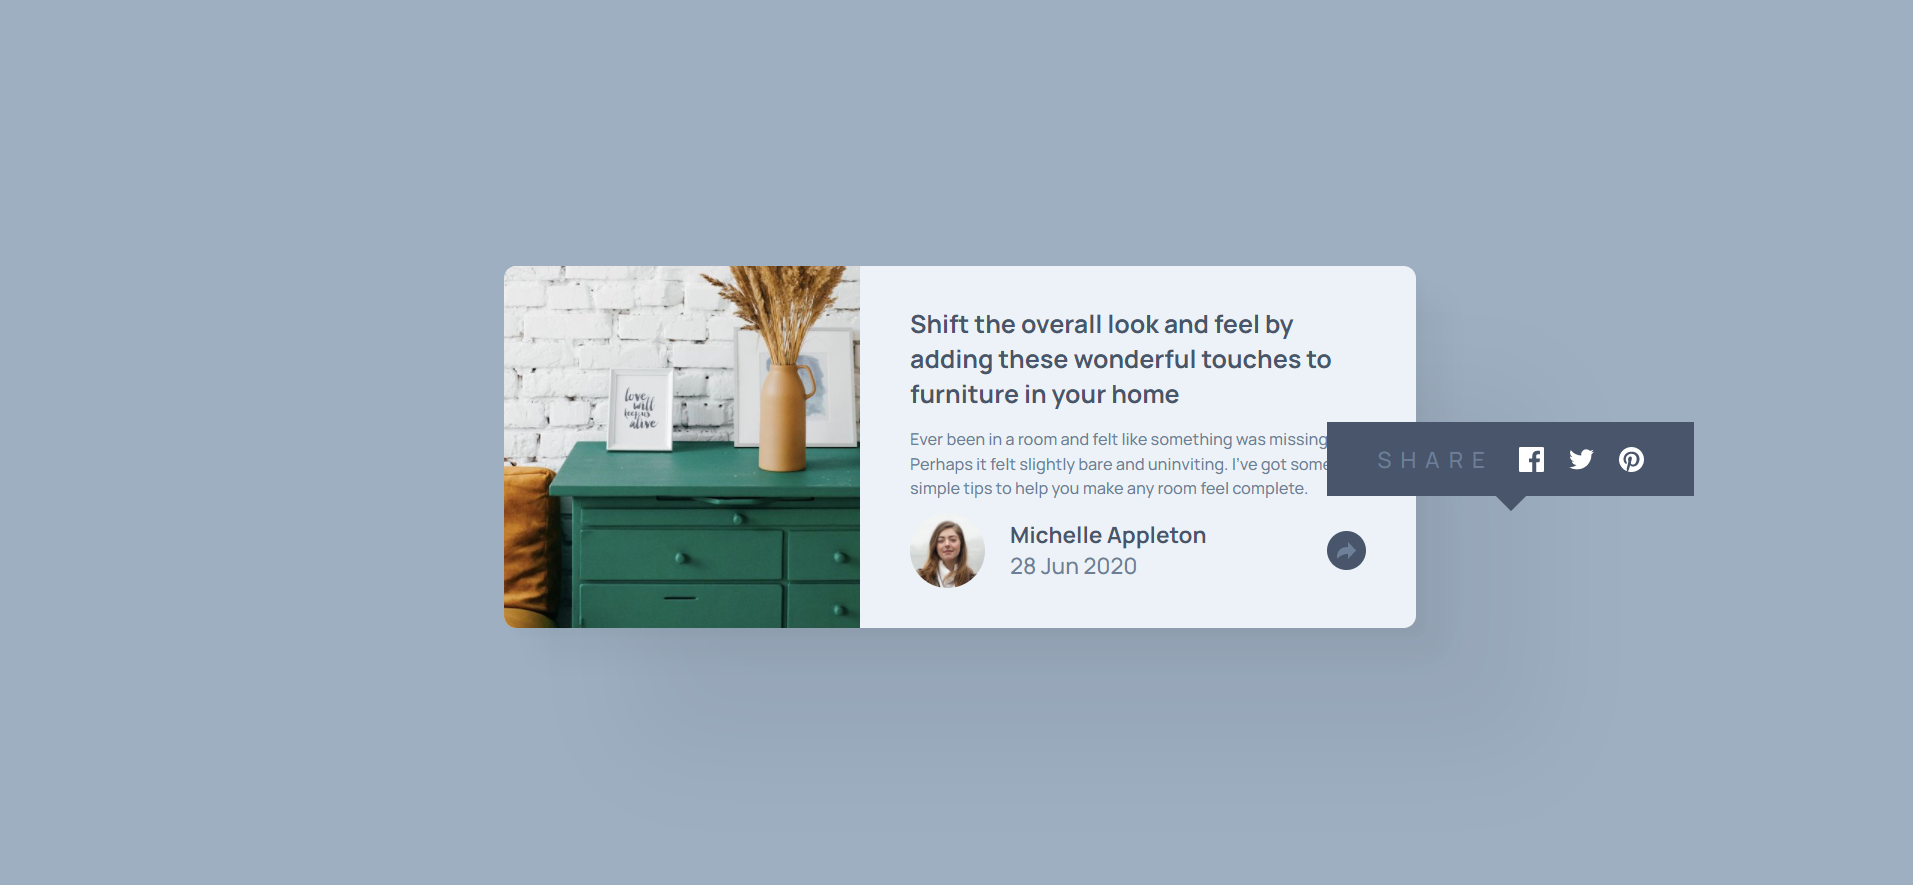 love
will
keep us
alive
Shift the overall look and feel by
adding these wonderful touches to
furniture in your home
Ever been in a room and felt like something was missing
Perhaps it felt slightly bare and uninviting. I've got some
simple tips to help you make any room feel complete.
SHARE
Michelle Appleton
28 Jun 2020